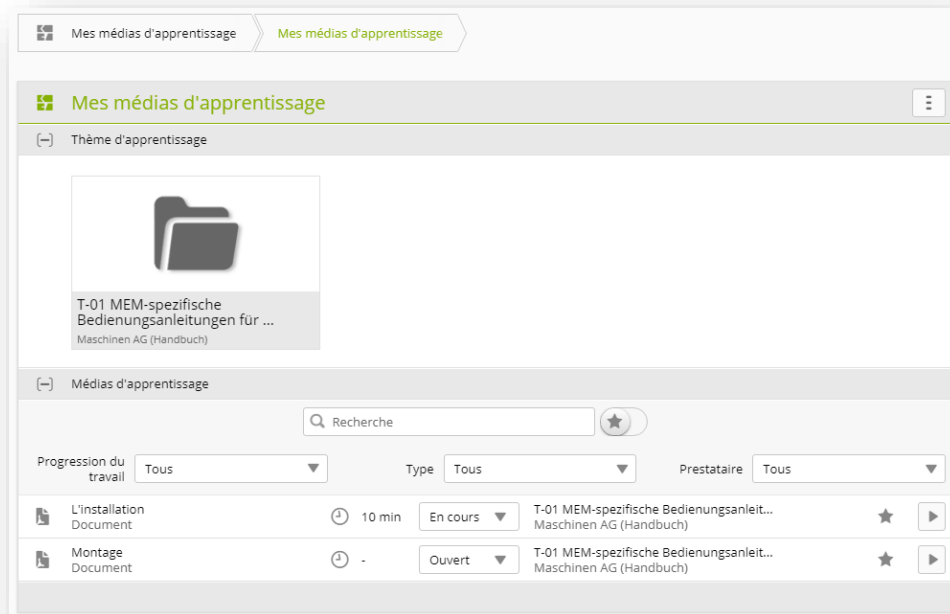 Mes médias d'apprentissage Mes médias d'apprentissage
Mes médias d'apprentissage
Thème d'apprentissage
T-01 MEM-spezifische
Bedienungsanleitungen für ...
Maschinen AG (Handbuch)
Médias d'apprentissage
Recherche
Progression du
travail
Tous
Type
Tous
Prestataire
Tous
L'installation
Document
10 min
En cours
T-01 MEM-spezifische Bedienungsanleit...
Maschinen AG (Handbuch)
Montage
Document
-
Ouvert
T-01 MEM-spezifische Bedienungsanleit...
Maschinen AG (Handbuch)